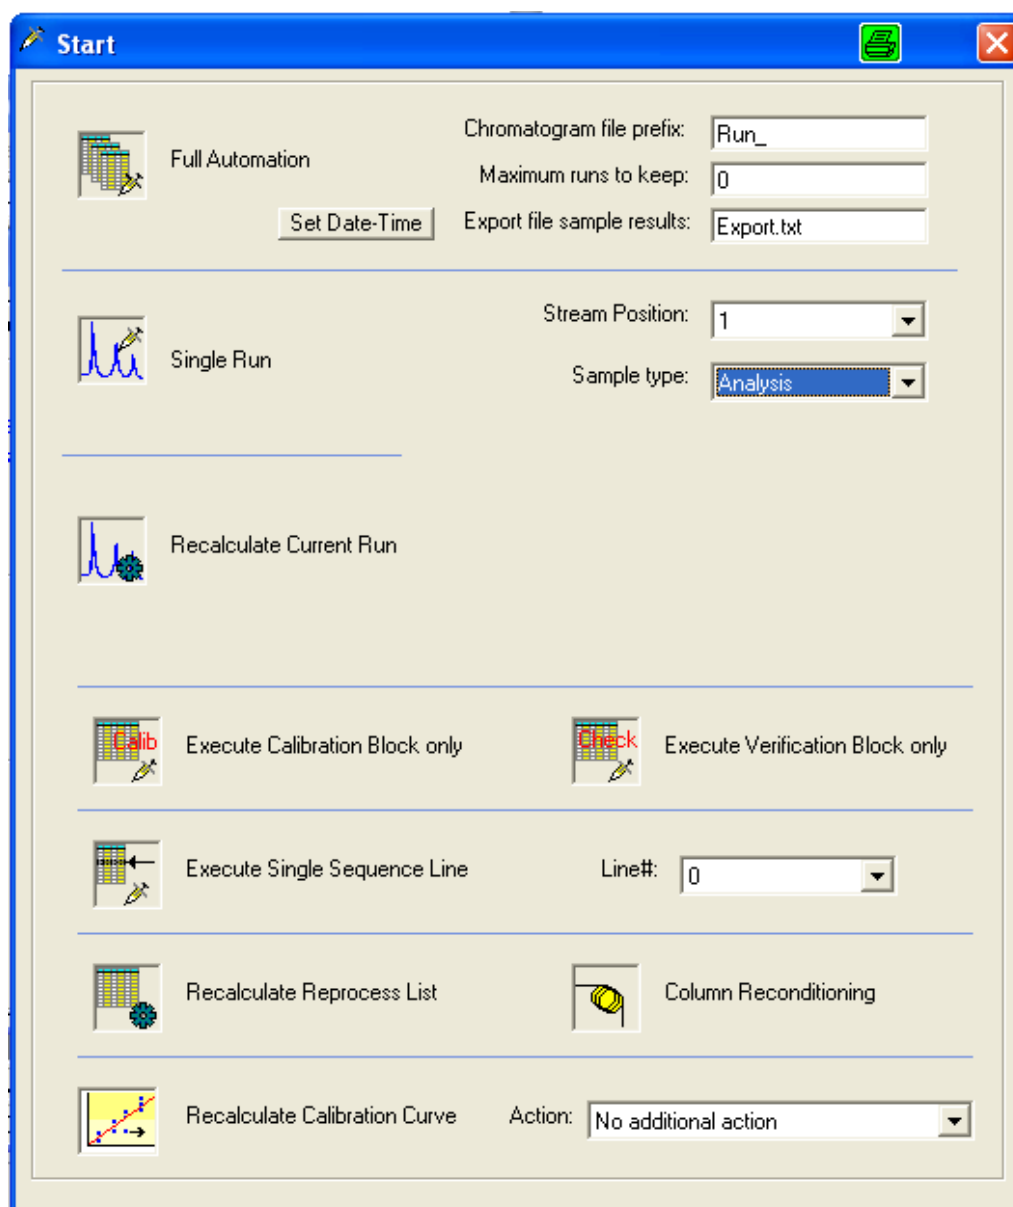 Start
Full Automation
Chromatogram file prefix: Run_
Maximum runs to keep: 0
Set Date-Time
Export file sample results: Export.txt
Single Run
Stream Position: 1
Sample type: Analysis
Recalculate Current Run
Calib
Execute Calibration Block only
Check
Execute Verification Block only
Execute Single Sequence Line
Line#: 0
Recalculate Reprocess List
Column Reconditioning
Recalculate Calibration Curve
Action: No additional action